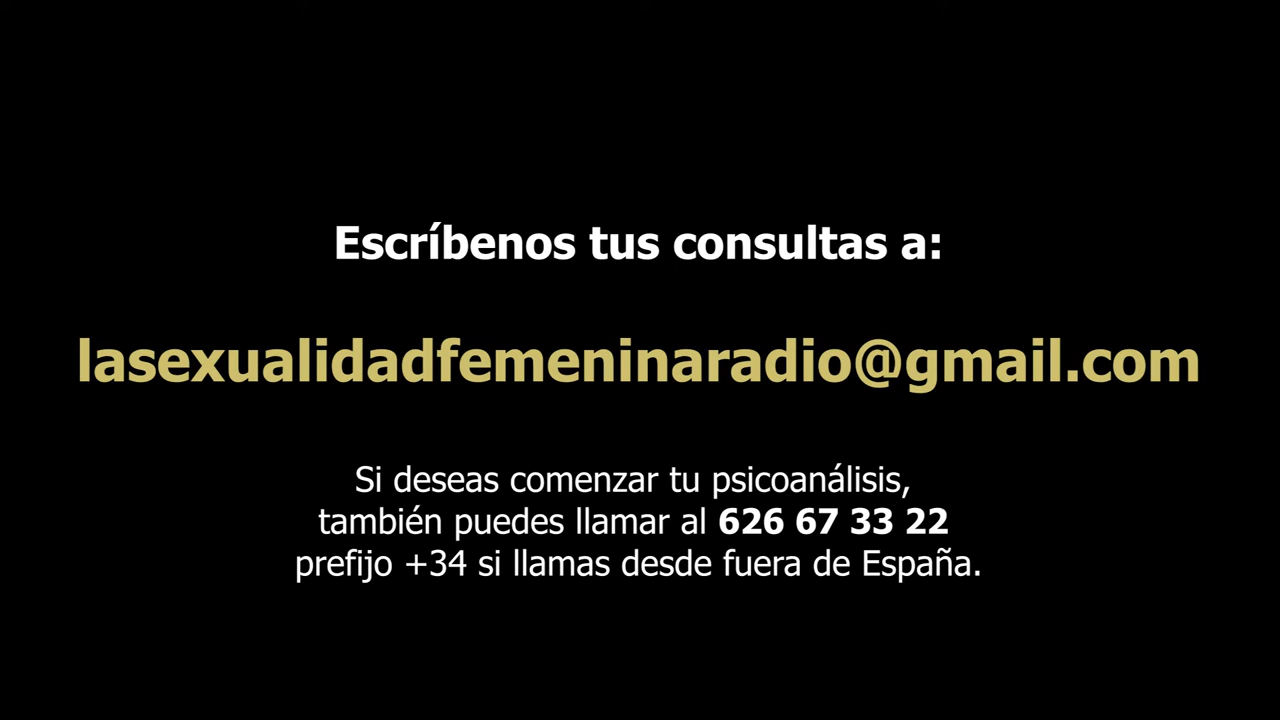 Escríbenos tus consultas a:
lasexualidadfemeninaradio@gmail.com
Si deseas comenzar tu psicoanálisis,
también puedes llamar al 626 67 33 22
prefijo +34 si llamas desde fuera de España.